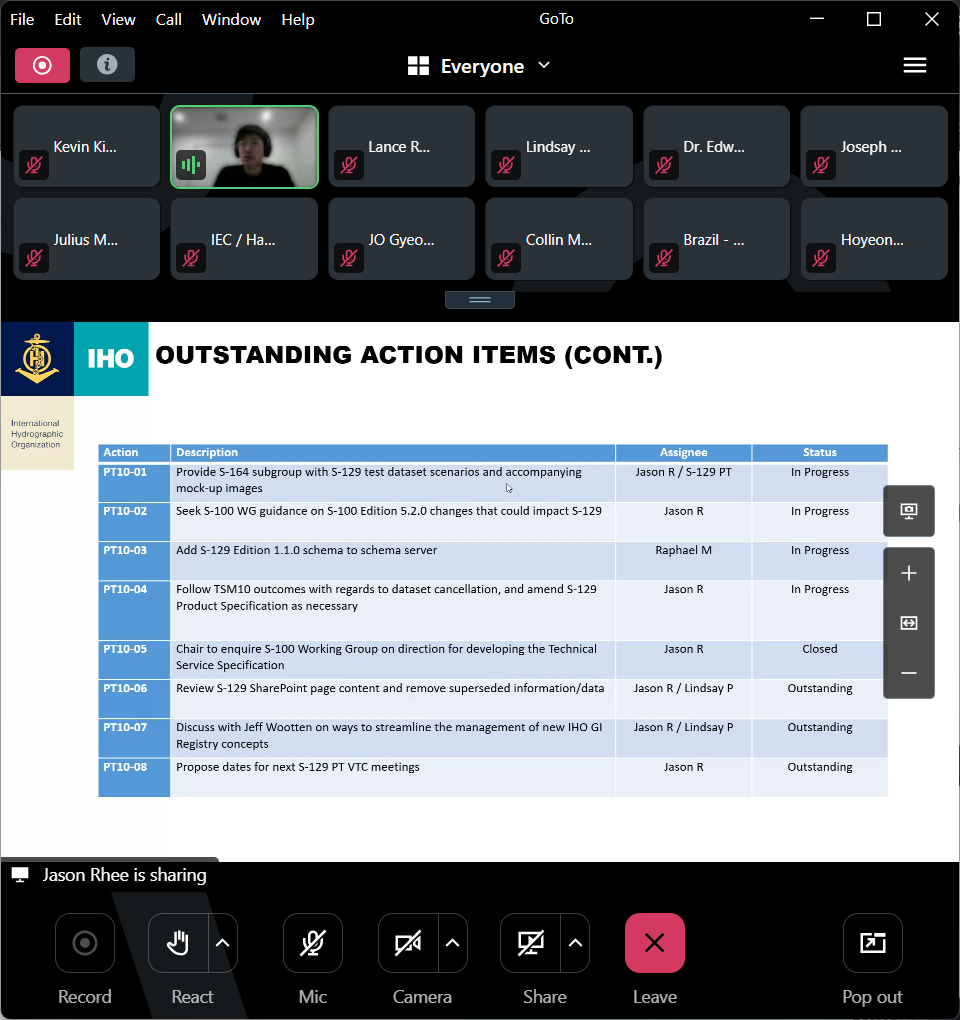 File Edit View Call Window Help GoTo
Everyone
Kevin Ki... Lance R... Lindsay ... Dr. Edw... Joseph ...
Julius M... IEC / Ha... JO Gyeo... Collin M... Brazil - ... Hoyeon...
IHO OUTSTANDING ACTION ITEMS (CONT.)
International
Hydrographic
Organization
Action Description Assignee Status
PT10-01 Provide S-164 subgroup with S-129 test dataset scenarios and accompanying Jason R / S-129 PT In Progress
mock-up images
PT10-02 Seek S-100 WG guidance on S-100 Edition 5.2.0 changes that could impact S-129 Jason R In Progress
PT10-03 Add S-129 Edition 1.1.0 schema to schema server Raphael M In Progress
PT10-04 Follow TSM10 outcomes with regards to dataset cancellation, and amend S-129 Jason R In Progress
Product Specification as necessary
PT10-05 Chair to enquire S-100 Working Group on direction for developing the Technical Jason R Closed
Service Specification
PT10-06 Review S-129 SharePoint page content and remove superseded information/data Jason R / Lindsay P Outstanding
PT10-07 Discuss with Jeff Wootten on ways to streamline the management of new IHO GI Jason R / Lindsay P Outstanding
Registry concepts
PT10-08 Propose dates for next S-129 PT VTC meetings Jason R Outstanding
Jason Rhee is sharing
Record React Mic Camera Share Leave Pop out